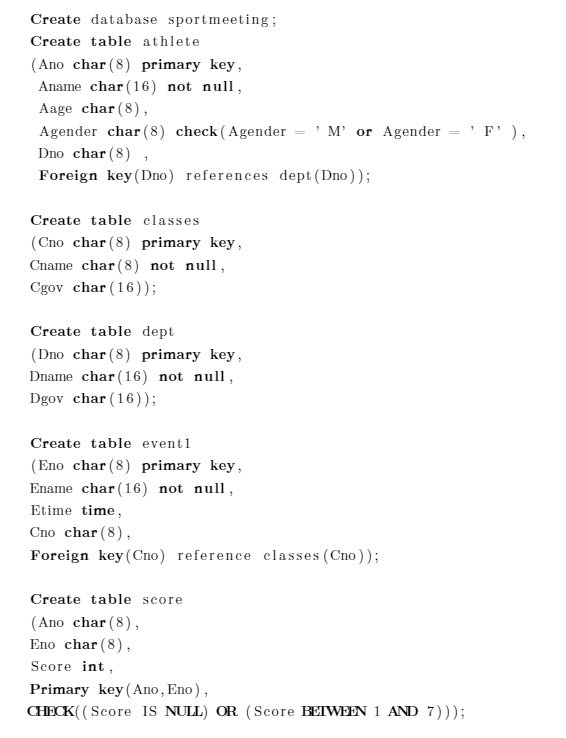 Create database sportmeeting;
Create table athlete
(Ano char(8) primary key,
Aname char(16) not null,
Aage char(8),
Agender char(8) check(Agender = ' M' or Agender = ' F' ),
Dno char(8) ,
Foreign key(Dno) references dept(Dno));
Create table classes
(Cno char(8) primary key,
Cname char(8) not null,
Cgov char(16));
Create table dept
(Dno char(8) primary key,
Dname char(16) not null,
Dgov char(16));
Create table event1
(Eno char(8) primary key,
Ename char(16) not null,
Etime time,
Cno char(8),
Foreign key(Cno) reference classes(Cno));
Create table score
(Ano char(8),
Eno char(8),
Score int,
Primary key(Ano,Eno),
CHECK((Score IS NULL) OR (Score BETWEEN 1 AND 7)));